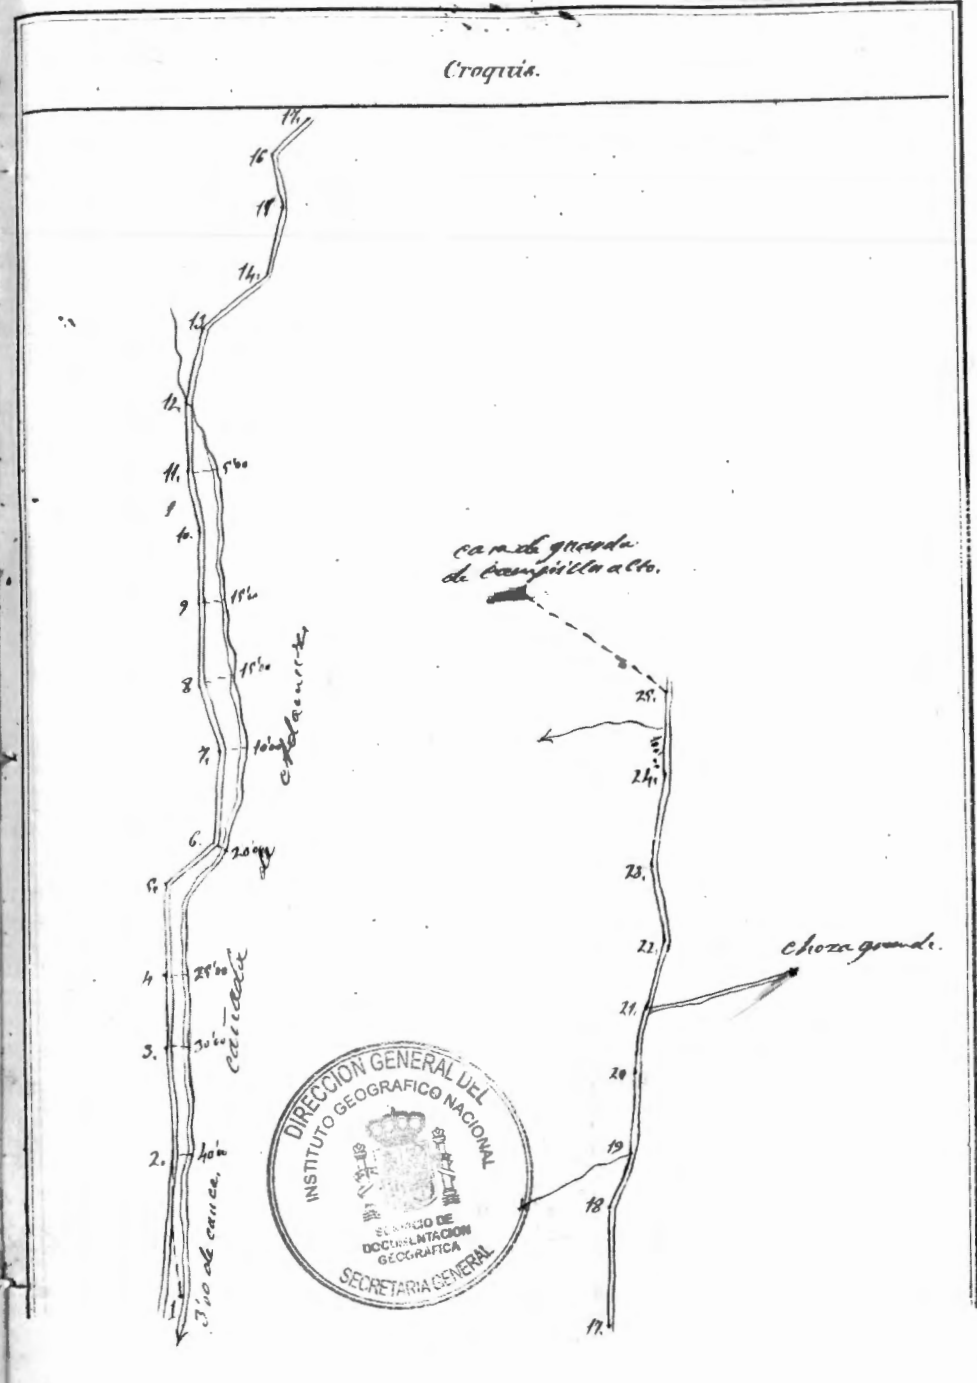 Croquis.
17.
16
15
14.
13
12.
11.
5'00
9
10.
9
15'00
8
15'00
7.
10'00
6.
20'00
5.
4
25'00
cañada
3.
30'00
2.
40'00
3'00 de cauce.
1
casa de guarda
de campillo alto.
25.
24.
23.
22.
choza grande.
21.
20
19
18
17.
DIRECCION GENERAL DEL
INSTITUTO GEOGRAFICO NACIONAL
SERVICIO DE
DOCUMENTACION
GEOGRAFICA
SECRETARIA GENERAL